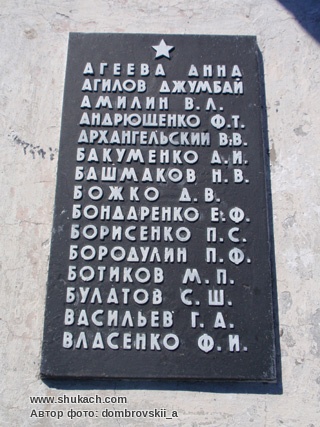 АГЕЕВА АННА
АГИЛОВ ДЖУМБАЙ
АМИЛИН В.Л.
АНДРЮЩЕНКО Ф.Т.
АРХАНГЕЛЬСКИЙ В.В.
БАКУМЕНКО А.И.
БАШМАКОВ Н.В.
БОЖКО Д.В.
БОНДАРЕНКО Е.Ф.
БОРИСЕНКО П.С.
БОРОДУЛИН П.Ф.
БОТИКОВ М.П.
БУЛАТОВ С.Ш.
ВАСИЛЬЕВ Г.А.
ВЛАСЕНКО Ф.И.
www.shukach.com
Автор фото: dombrovskii_a